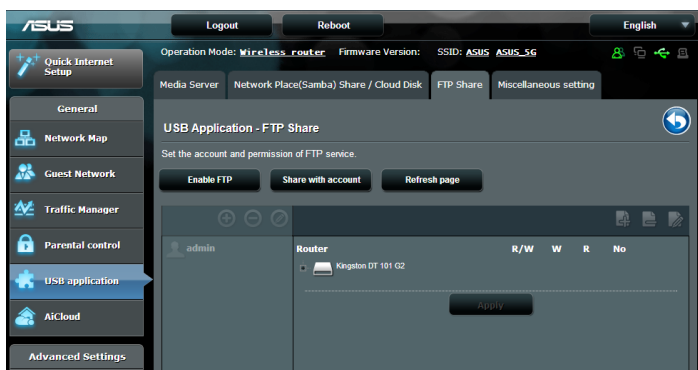 ASUS Logout Reboot English
Quick Internet Setup
Operation Mode: Wireless router Firmware Version: SSID: ASUS ASUS_5G
Media Server Network Place(Samba) Share / Cloud Disk FTP Share Miscellaneous setting
General
Network Map
Guest Network
Traffic Manager
Parental control
USB application
AiCloud
Advanced Settings
USB Application - FTP Share
Set the account and permission of FTP service.
Enable FTP Share with account Refresh page
admin
Router R/W W R No
Kingston DT 101 G2
Apply